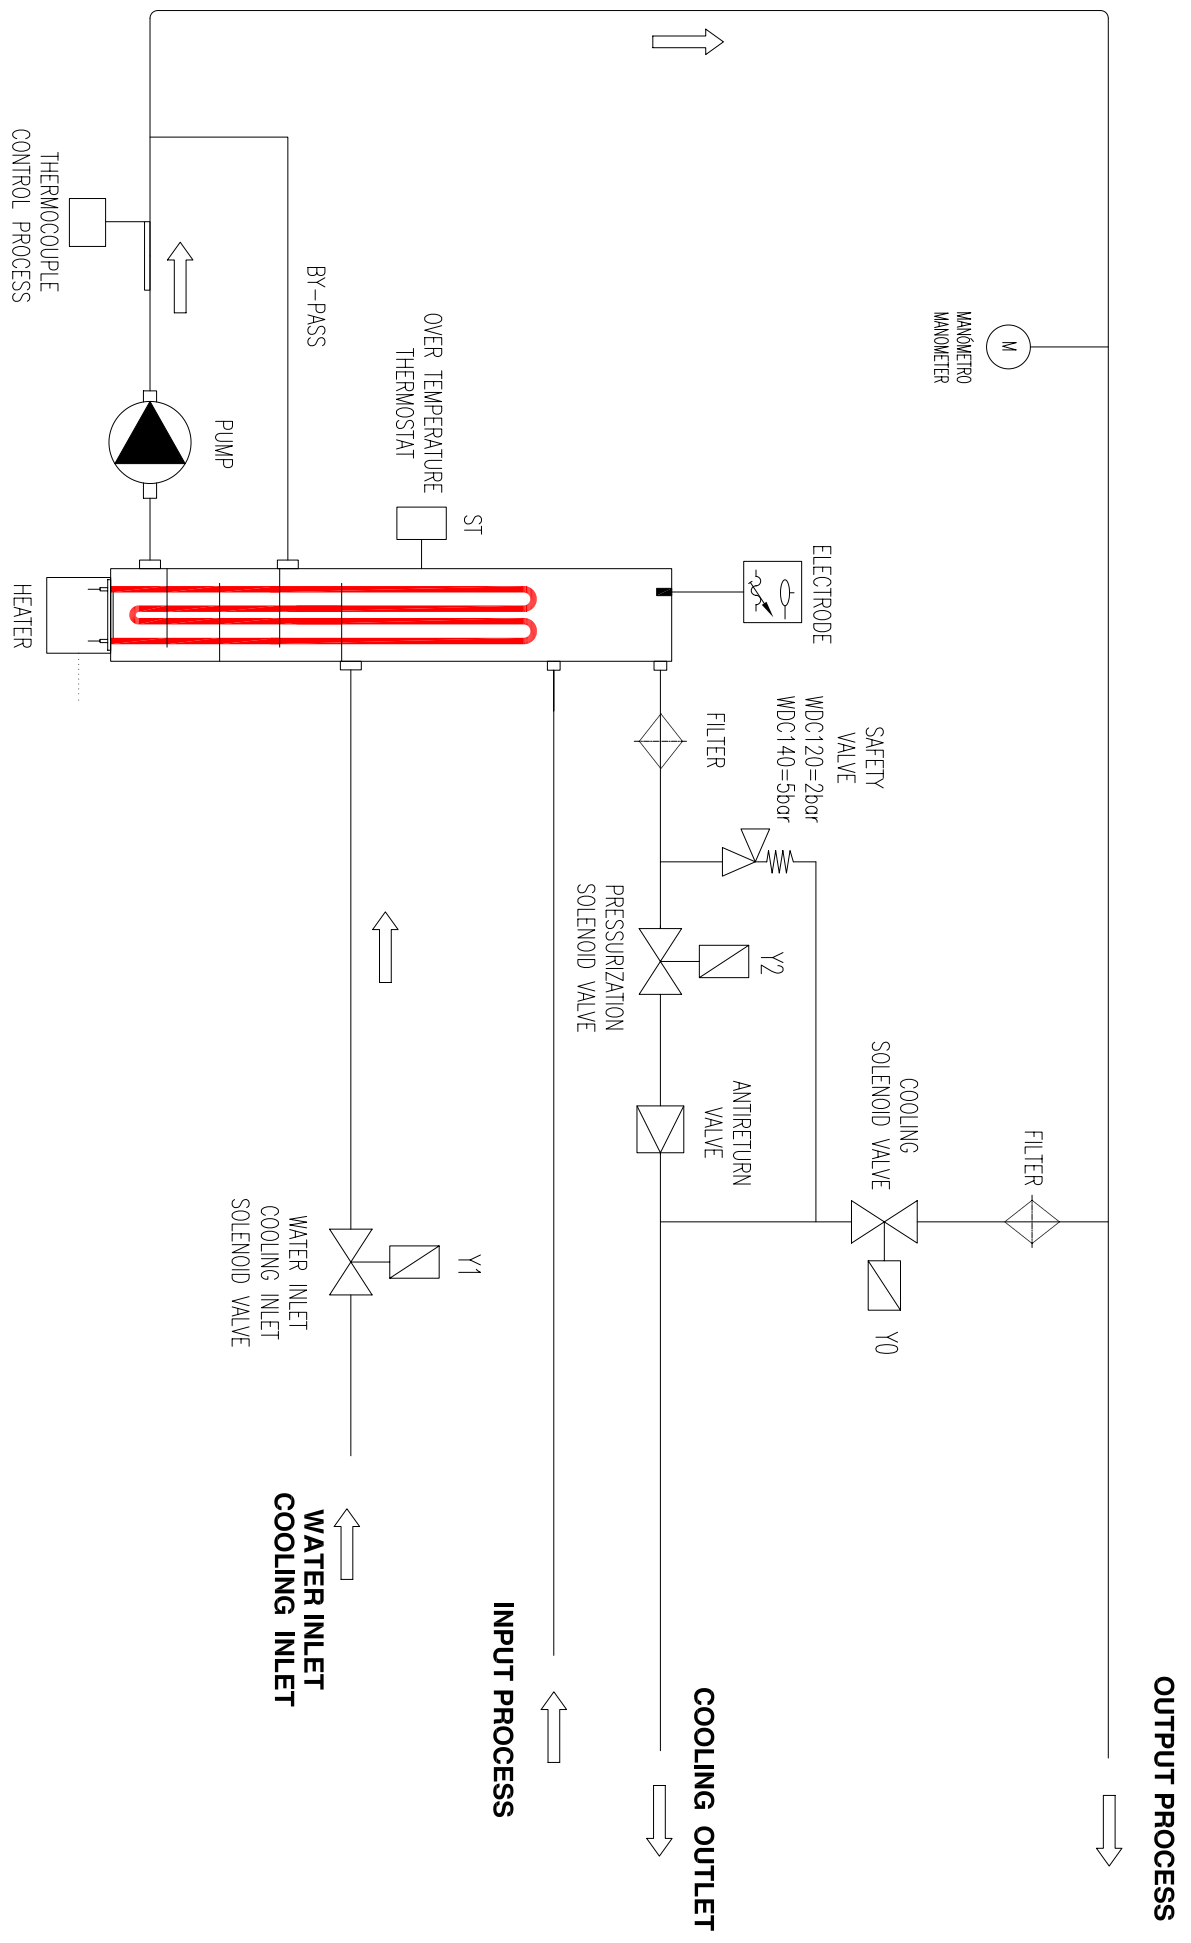 OUTPUT PROCESS
COOLING OUTLET
INPUT PROCESS
WATER INLET
COOLING INLET
MANÓMETRO
MANOMETER
M
FILTER
COOLING
SOLENOID VALVE
Y0
SAFETY
VALVE
WDC120=2bar
WDC140=5bar
ELECTRODE
Y2
ANTIRETURN
VALVE
FILTER
PRESSURIZATION
SOLENOID VALVE
ST
OVER TEMPERATURE
THERMOSTAT
Y1
BY-PASS
WATER INLET
COOLING INLET
SOLENOID VALVE
PUMP
THERMOCOUPLE
CONTROL PROCESS
HEATER